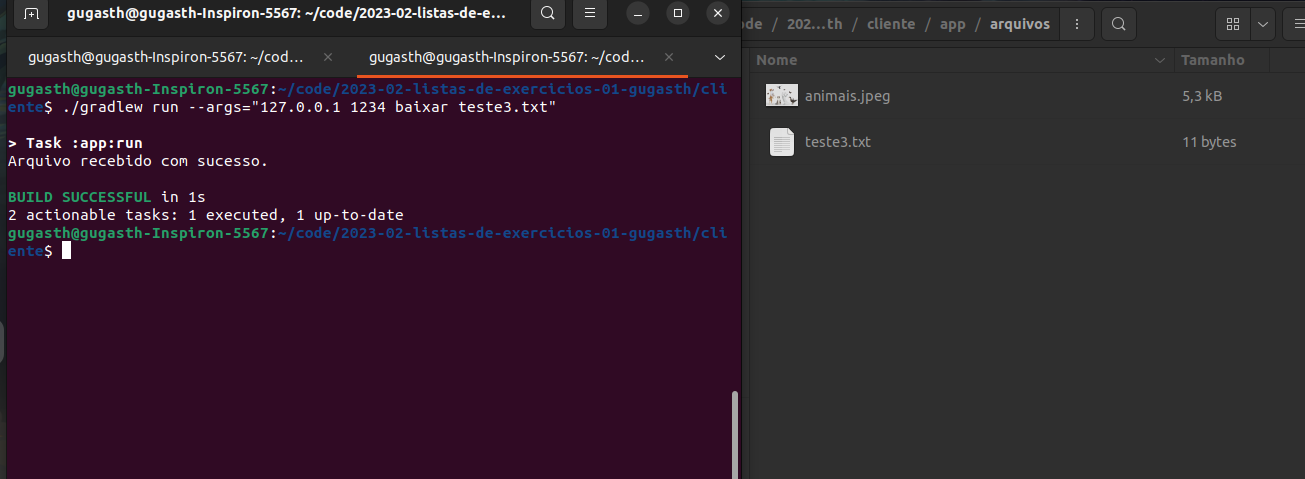 gugasth@gugasth-Inspiron-5567: ~/code/2023-02-listas-de-e...
gugasth@gugasth-Inspiron-5567: ~/cod...
gugasth@gugasth-Inspiron-5567: ~/cod...
gugasth@gugasth-Inspiron-5567:~/code/2023-02-listas-de-exercicios-01-gugasth/cli
ente$ ./gradlew run --args="127.0.0.1 1234 baixar teste3.txt"
> Task :app:run
Arquivo recebido com sucesso.
BUILD SUCCESSFUL in 1s
2 actionable tasks: 1 executed, 1 up-to-date
gugasth@gugasth-Inspiron-5567:~/code/2023-02-listas-de-exercicios-01-gugasth/cli
ente$
ode / 202...th / cliente / app / arquivos
Nome Tamanho
animais.jpeg 5,3 kB
teste3.txt 11 bytes